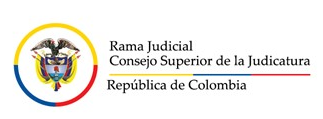 Rama Judicial
Consejo Superior de la Judicatura
República de Colombia